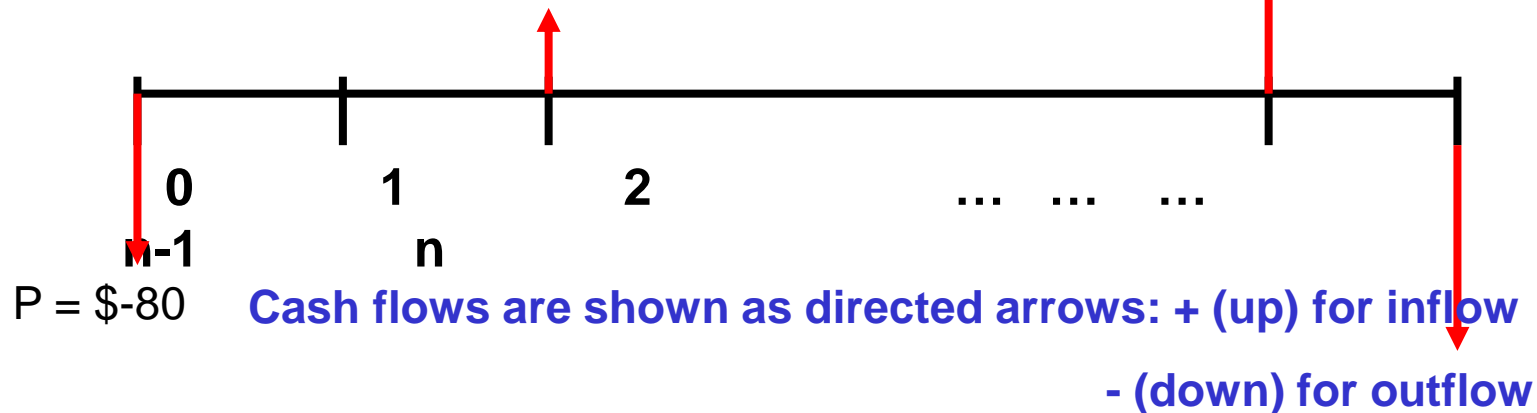 0 1 2 … … …
n-1 n
P = $-80 Cash flows are shown as directed arrows: + (up) for inflow
- (down) for outflow